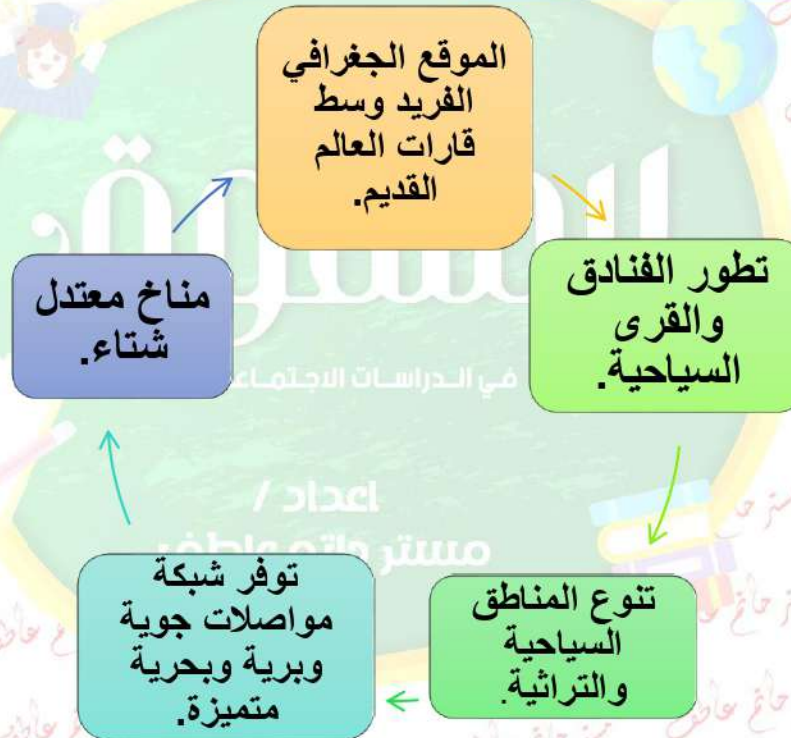 الموقع الجغرافي
الفريد وسط
قارات العالم
القديم.
تطور الفنادق
والقرى
السياحية.
تنوع المناطق
السياحية
والتراثية.
توفر شبكة
مواصلات جوية
وبرية وبحرية
متميزة.
مناخ معتدل
شتاء.
في الدراسات
اعداد /
مستر